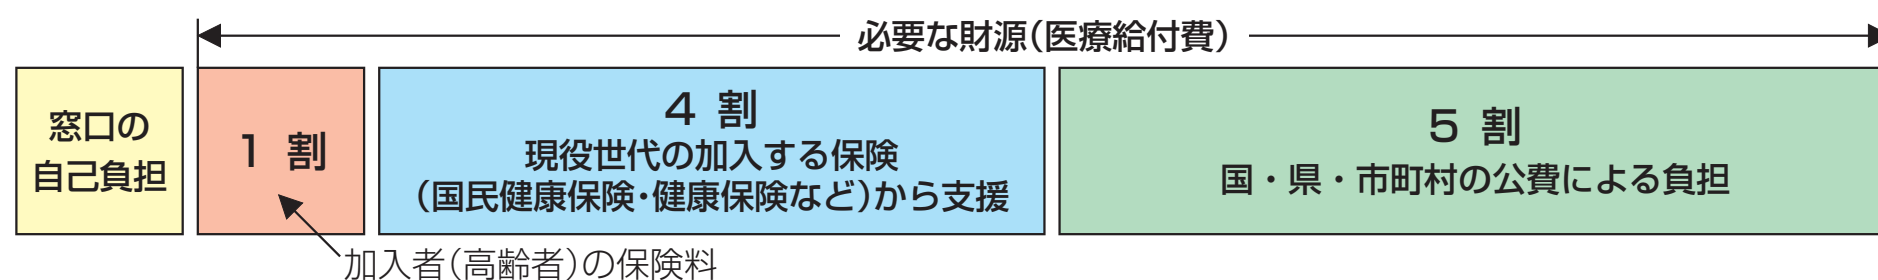 必要な財源(医療給付費)
窓口の
自己負担
1 割
4 割
現役世代の加入する保険
(国民健康保険・健康保険など)から支援
5 割
国・県・市町村の公費による負担
加入者(高齢者)の保険料